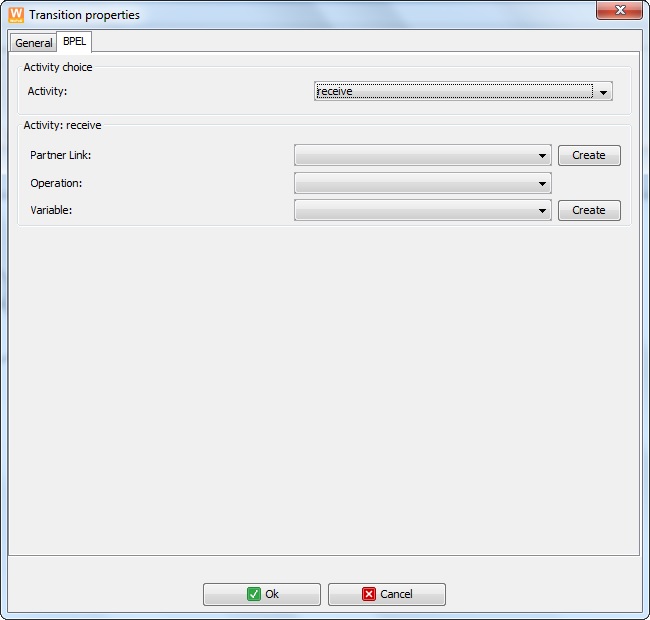 W Transition properties
General BPEL
Activity choice
Activity: receive
Activity: receive
Partner Link: Create
Operation:
Variable: Create
Ok Cancel